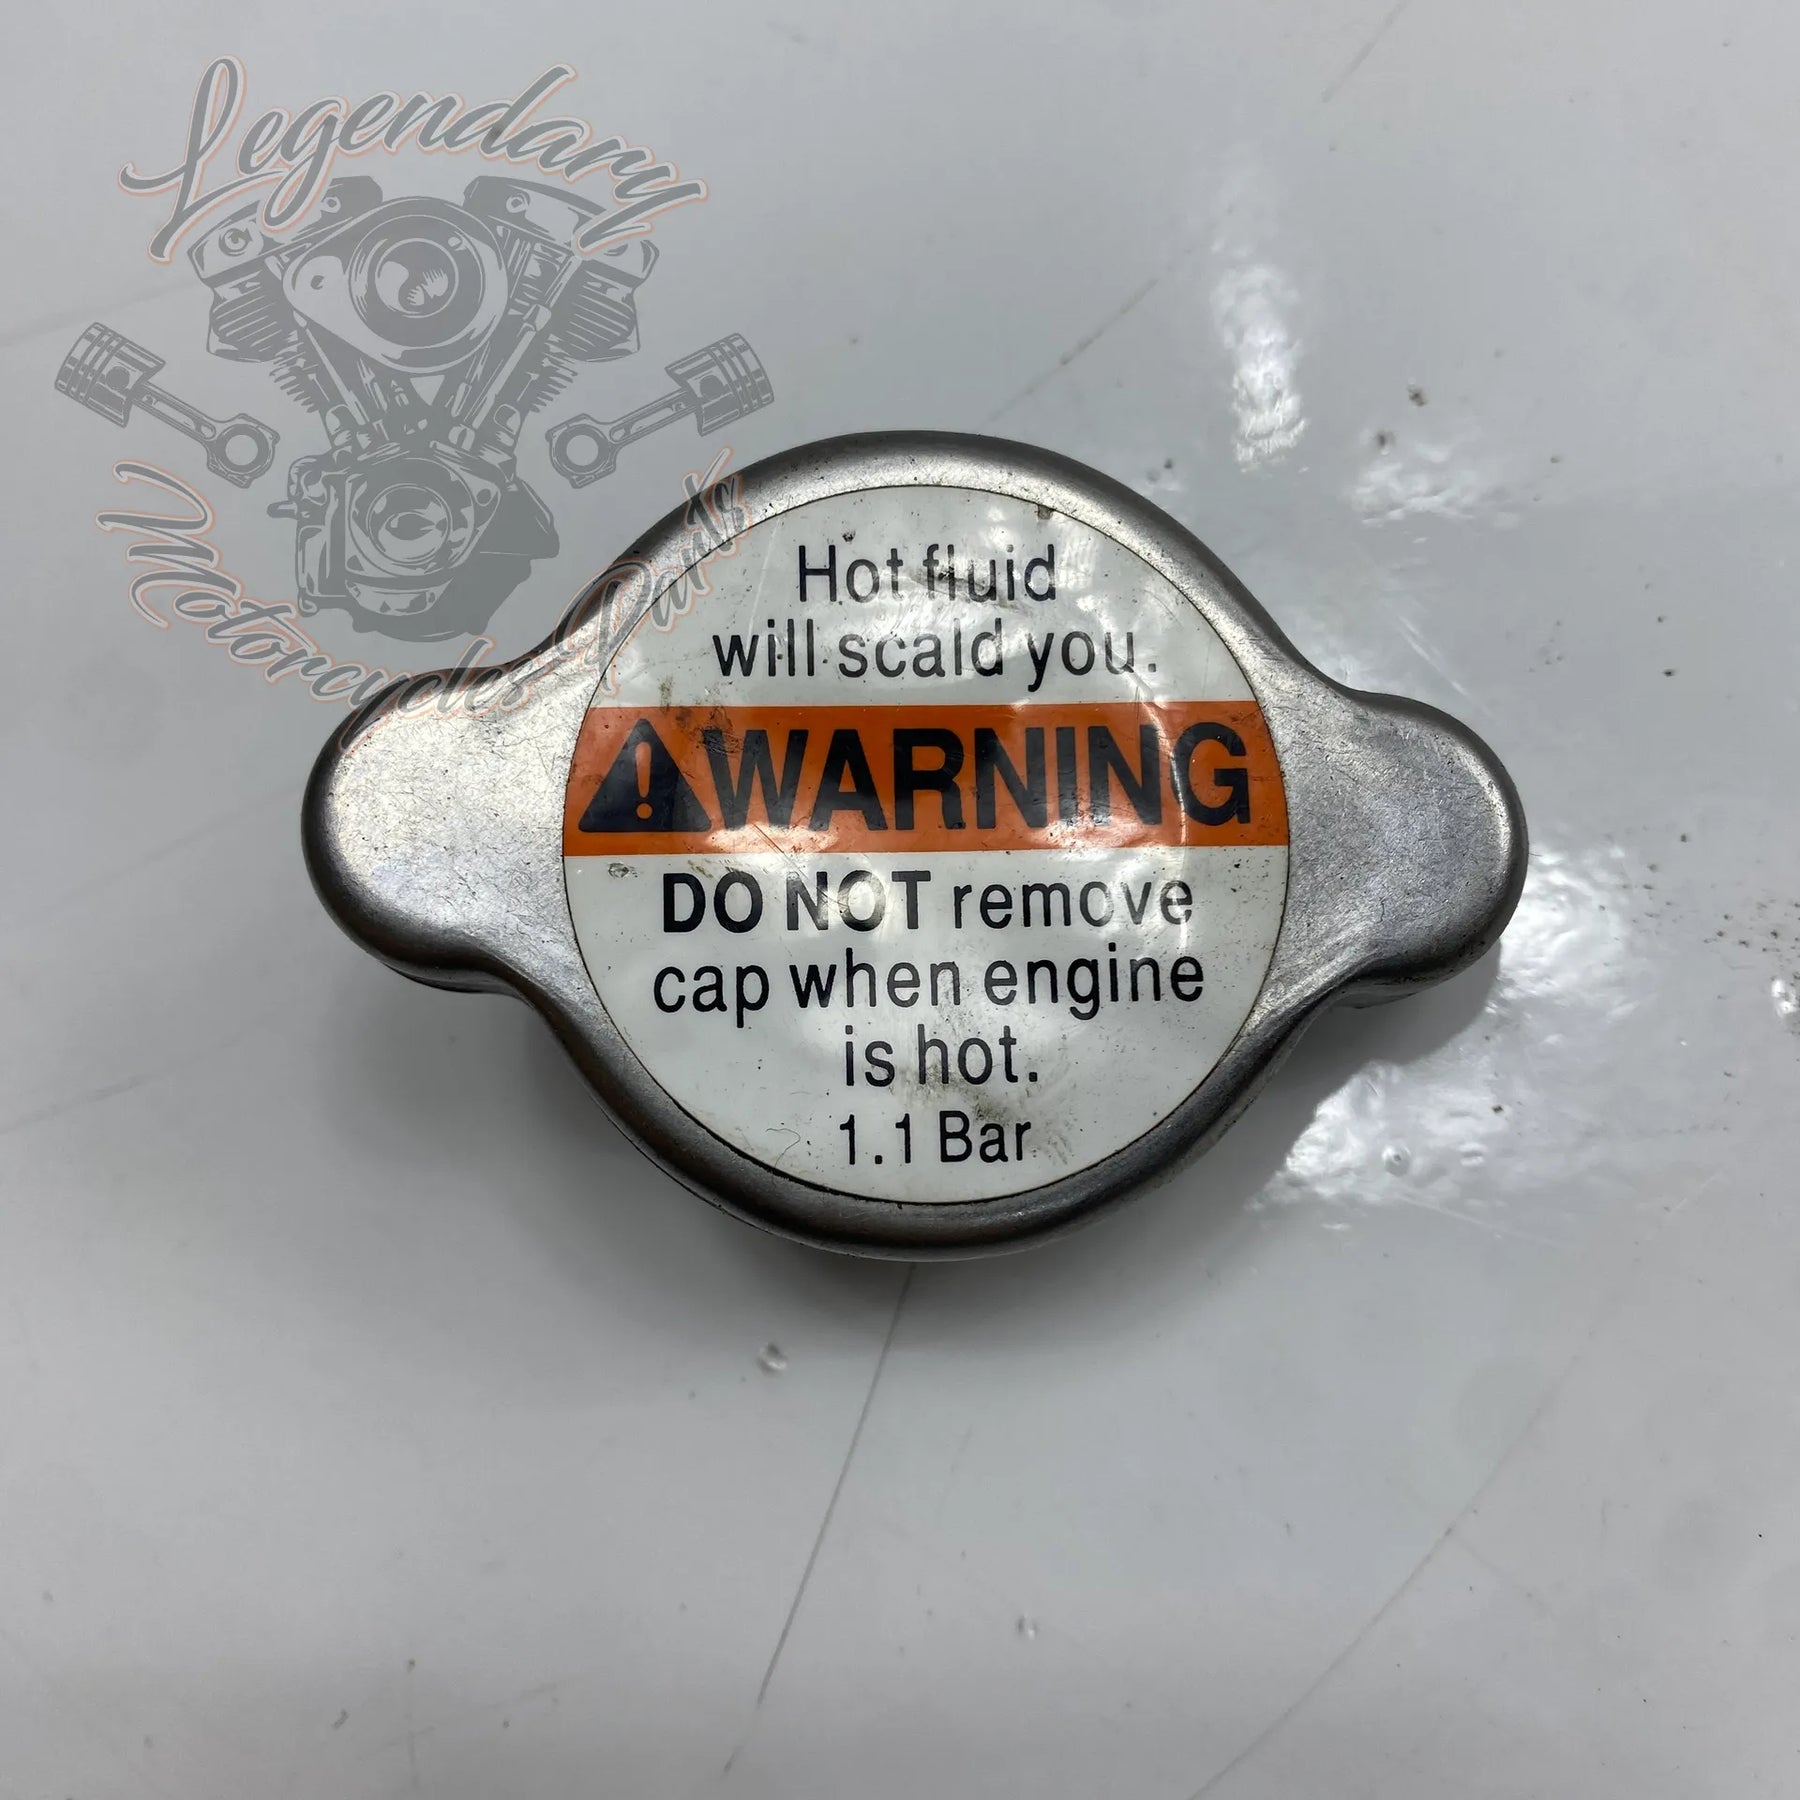 Legendary
Motorcycles Parts
Hot fluid
will scald you.
WARNING
DO NOT remove
cap when engine
is hot.
1.1 Bar